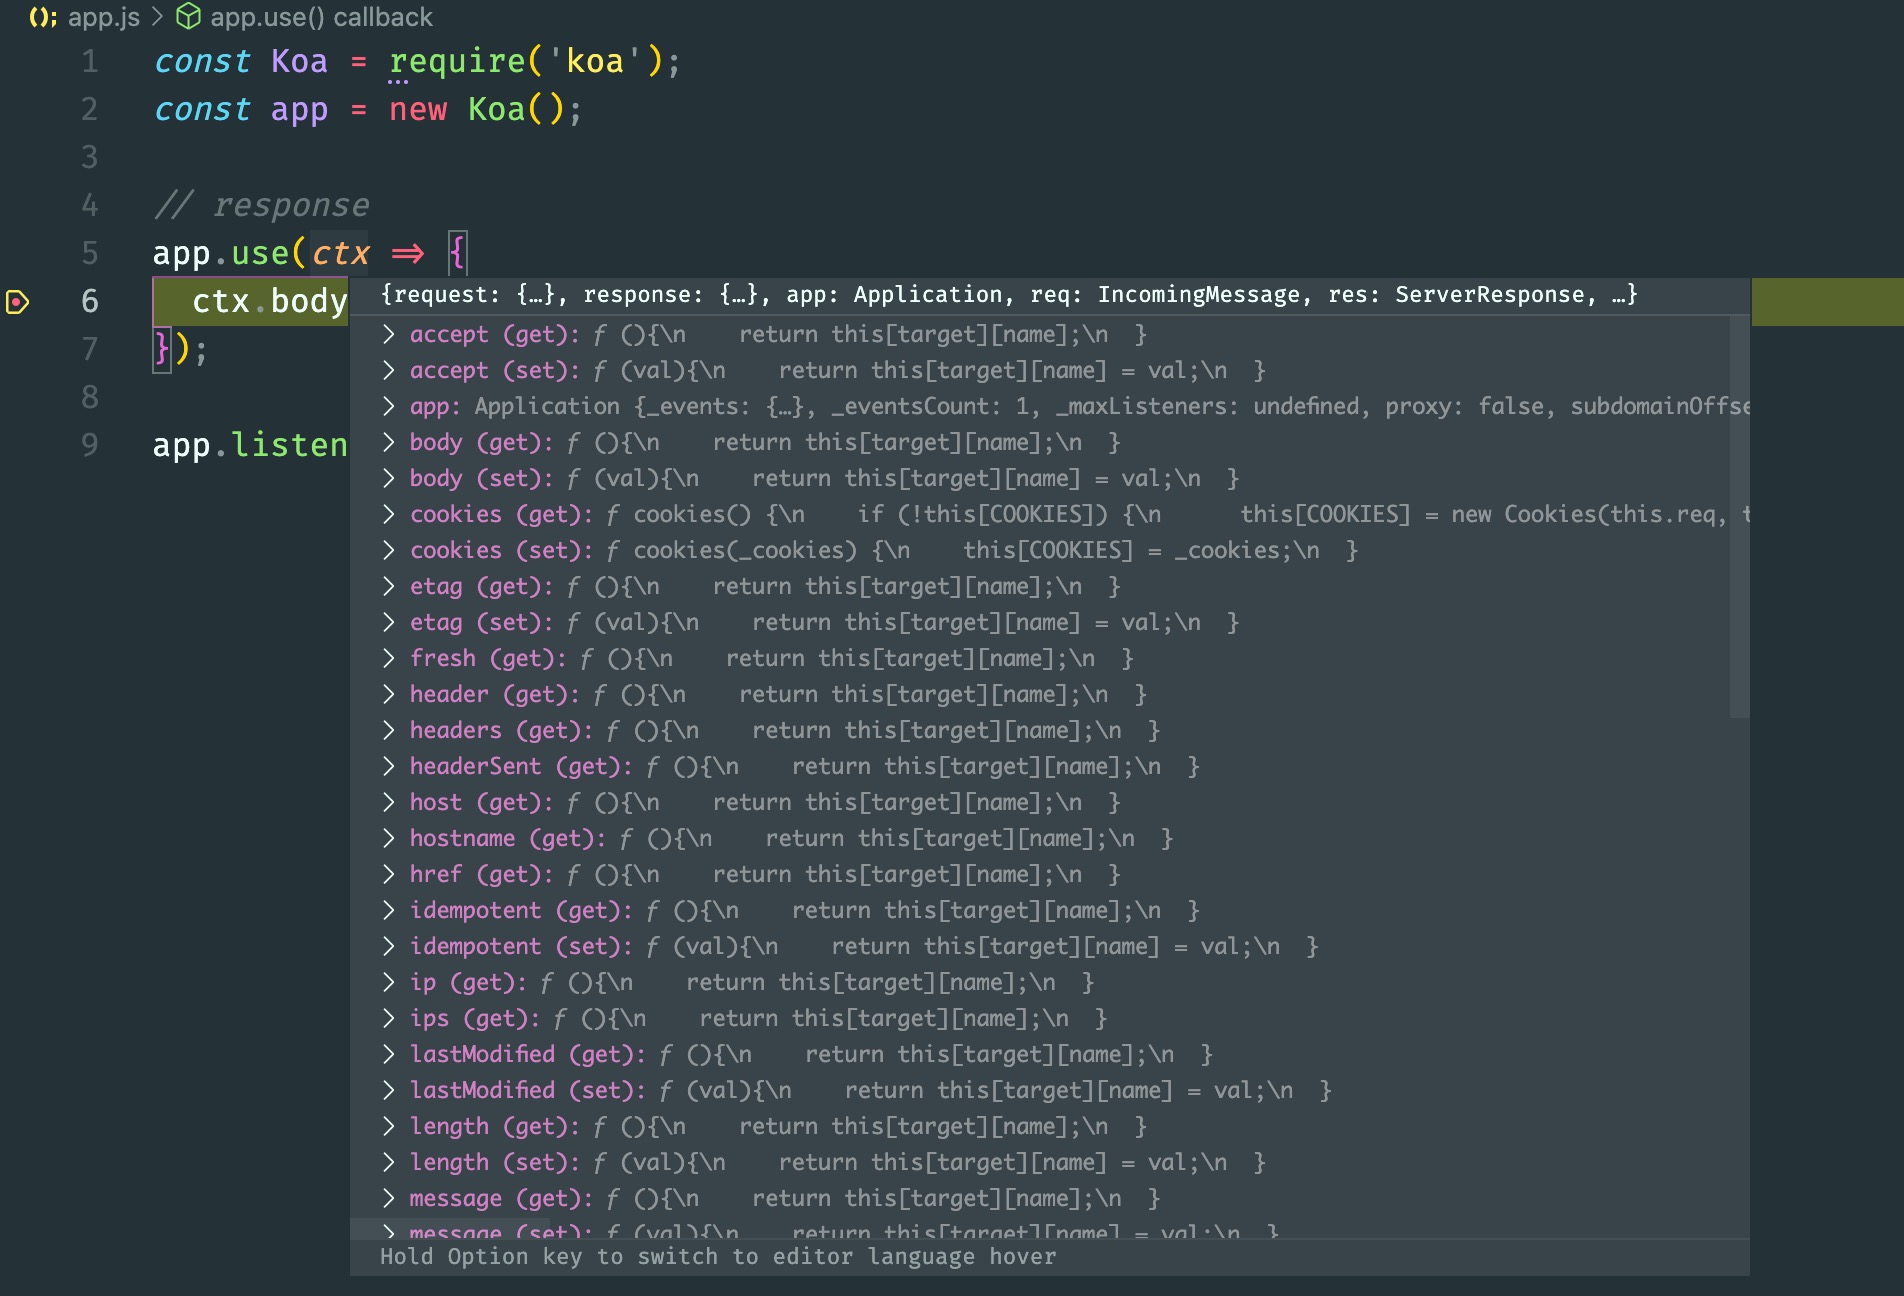 app.js > app.use() callback
1 const Koa = require('koa');
2 const app = new Koa();
3
4 // response
5 app.use(ctx => {
6 ctx.body
7 });
8
9 app.listen
{request: {…}, response: {…}, app: Application, req: IncomingMessage, res: ServerResponse, …}
> accept (get): ƒ (){\n    return this[target][name];\n  }
> accept (set): ƒ (val){\n    return this[target][name] = val;\n  }
> app: Application {_events: {…}, _eventsCount: 1, _maxListeners: undefined, proxy: false, subdomainOffse
> body (get): ƒ (){\n    return this[target][name];\n  }
> body (set): ƒ (val){\n    return this[target][name] = val;\n  }
> cookies (get): ƒ cookies() {\n    if (!this[COOKIES]) {\n      this[COOKIES] = new Cookies(this.req, t
> cookies (set): ƒ cookies(_cookies) {\n    this[COOKIES] = _cookies;\n  }
> etag (get): ƒ (){\n    return this[target][name];\n  }
> etag (set): ƒ (val){\n    return this[target][name] = val;\n  }
> fresh (get): ƒ (){\n    return this[target][name];\n  }
> header (get): ƒ (){\n    return this[target][name];\n  }
> headers (get): ƒ (){\n    return this[target][name];\n  }
> headerSent (get): ƒ (){\n    return this[target][name];\n  }
> host (get): ƒ (){\n    return this[target][name];\n  }
> hostname (get): ƒ (){\n    return this[target][name];\n  }
> href (get): ƒ (){\n    return this[target][name];\n  }
> idempotent (get): ƒ (){\n    return this[target][name];\n  }
> idempotent (set): ƒ (val){\n    return this[target][name] = val;\n  }
> ip (get): ƒ (){\n    return this[target][name];\n  }
> ips (get): ƒ (){\n    return this[target][name];\n  }
> lastModified (get): ƒ (){\n    return this[target][name];\n  }
> lastModified (set): ƒ (val){\n    return this[target][name] = val;\n  }
> length (get): ƒ (){\n    return this[target][name];\n  }
> length (set): ƒ (val){\n    return this[target][name] = val;\n  }
> message (get): ƒ (){\n    return this[target][name];\n  }
> message (set): ƒ (val){\n    return this[target][name] = val;\n  }
Hold Option key to switch to editor language hover